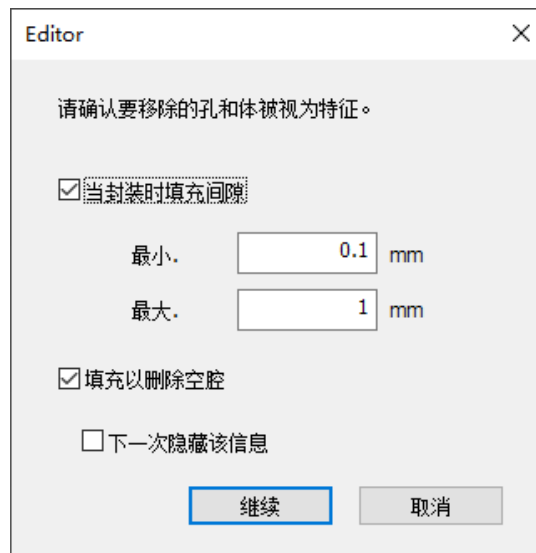 Editor
请确认要移除的孔和体被视为特征。
当封装时填充间隙
最小. 0.1 mm
最大. 1 mm
填充以删除空腔
下一次隐藏该信息
继续 取消